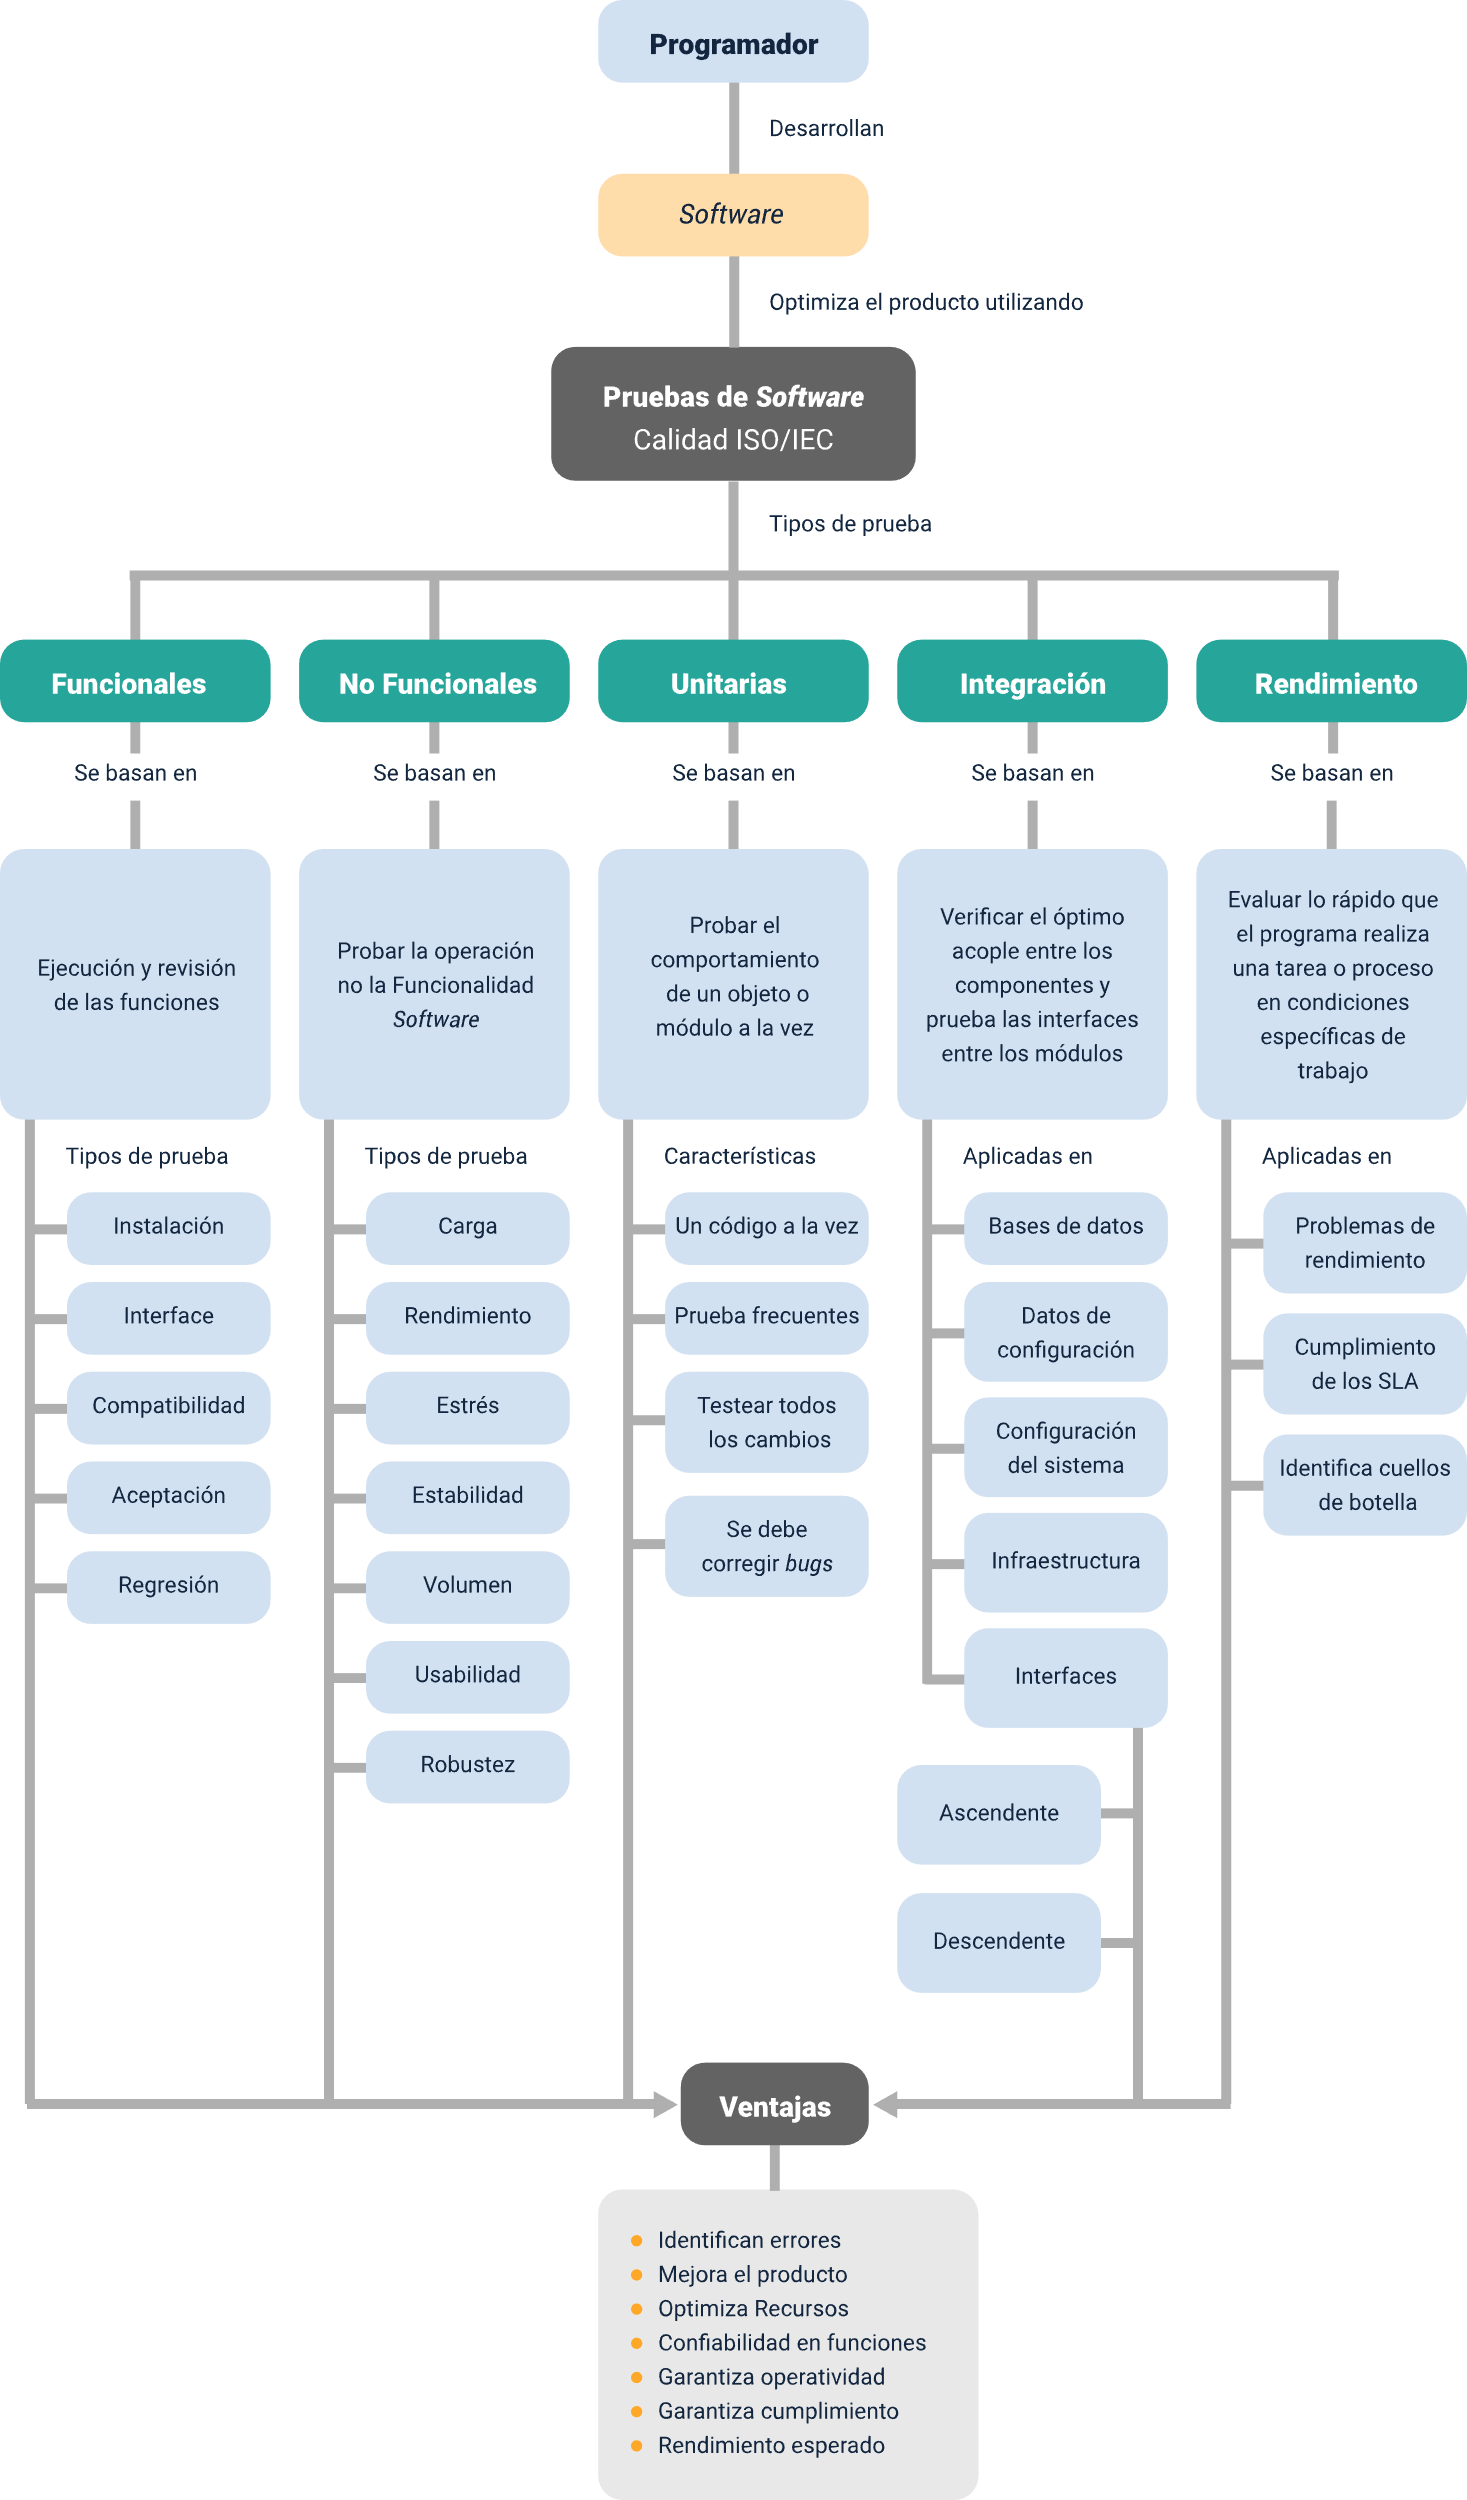 Programador
Desarrollan
Software
Optimiza el producto utilizando
Pruebas de Software
Calidad ISO/IEC
Tipos de prueba
Funcionales
Se basan en
Ejecución y revisión
de las funciones
Tipos de prueba
Instalación
Interface
Compatibilidad
Aceptación
Regresión
No Funcionales
Se basan en
Probar la operación
no la Funcionalidad
Software
Tipos de prueba
Carga
Rendimiento
Estrés
Estabilidad
Volumen
Usabilidad
Robustez
Unitarias
Se basan en
Probar el
comportamiento
de un objeto o
módulo a la vez
Características
Un código a la vez
Prueba frecuentes
Testear todos
los cambios
Se debe
corregir bugs
Integración
Se basan en
Verificar el óptimo
acople entre los
componentes y
prueba las interfaces
entre los módulos
Aplicadas en
Bases de datos
Datos de
configuración
Configuración
del sistema
Infraestructura
Interfaces
Ascendente
Descendente
Rendimiento
Se basan en
Evaluar lo rápido que
el programa realiza
una tarea o proceso
en condiciones
específicas de
trabajo
Aplicadas en
Problemas de
rendimiento
Cumplimiento
de los SLA
Identifica cuellos
de botella
Ventajas
Identifican errores
Mejora el producto
Optimiza Recursos
Confiabilidad en funciones
Garantiza operatividad
Garantiza cumplimiento
Rendimiento esperado